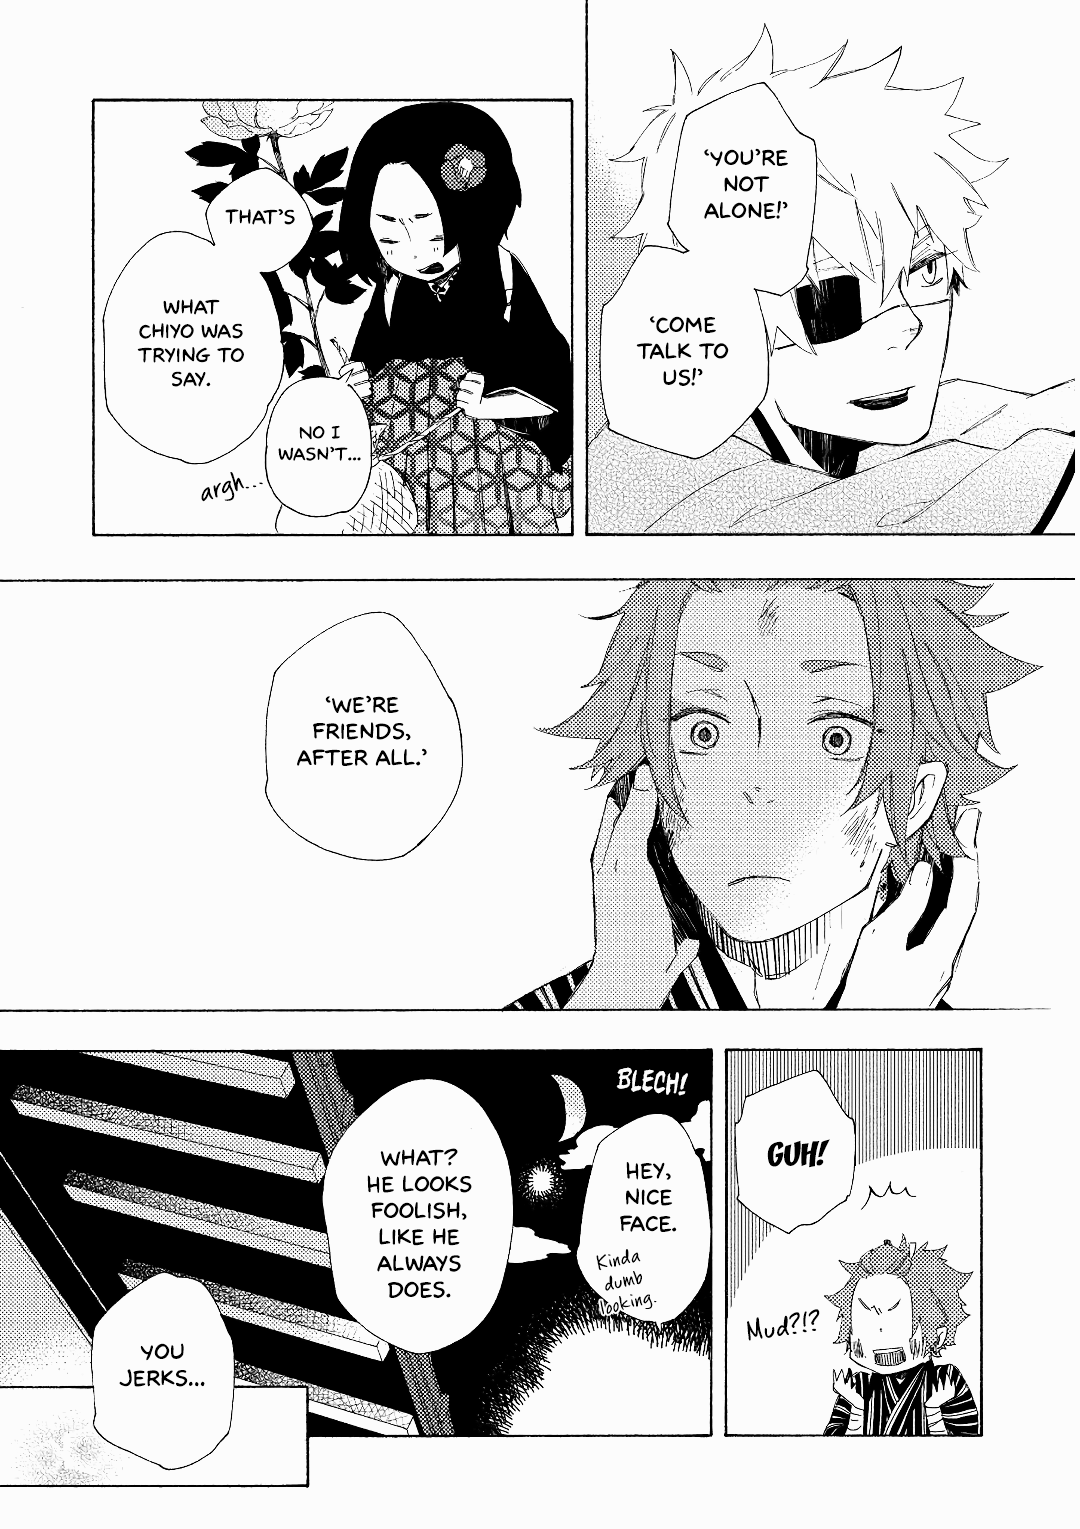 ‘YOU’RE
NOT
ALONE!’
‘COME
TALK TO
US!’
THAT’S
WHAT
CHIYO WAS
TRYING TO
SAY.
NO I
WASN’T...
argh...
‘WE’RE
FRIENDS,
AFTER ALL.’
GUH!
Mud?!?
BLECH!
HEY,
NICE
FACE.
Kinda
dumb
looking.
WHAT?
HE LOOKS
FOOLISH,
LIKE HE
ALWAYS
DOES.
YOU
JERKS...